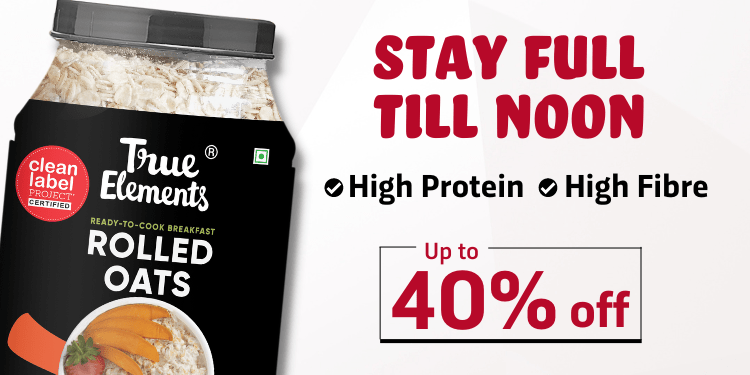 clean
label
PROJECT
CERTIFIED
True
Elements®
READY-TO-COOK BREAKFAST
ROLLED
OATS
STAY FULL
TILL NOON
High Protein High Fibre
Up to
40% off